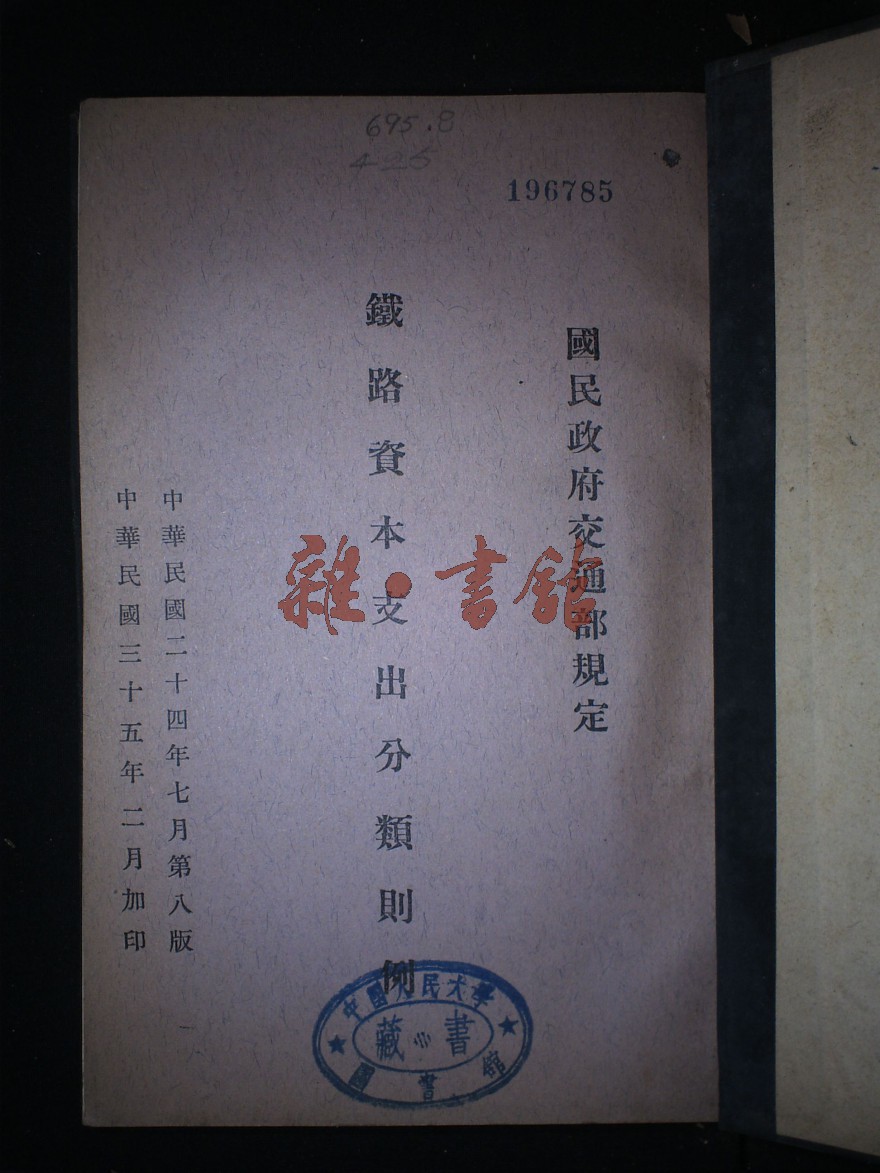 695.8
4-25
196785
國民政府交通部規定
鐵路資本支出分類則例
中華民國二十四年七月第八版
中華民國三十五年二月加印
雜·書館
中國人民大學
藏書
圖書館